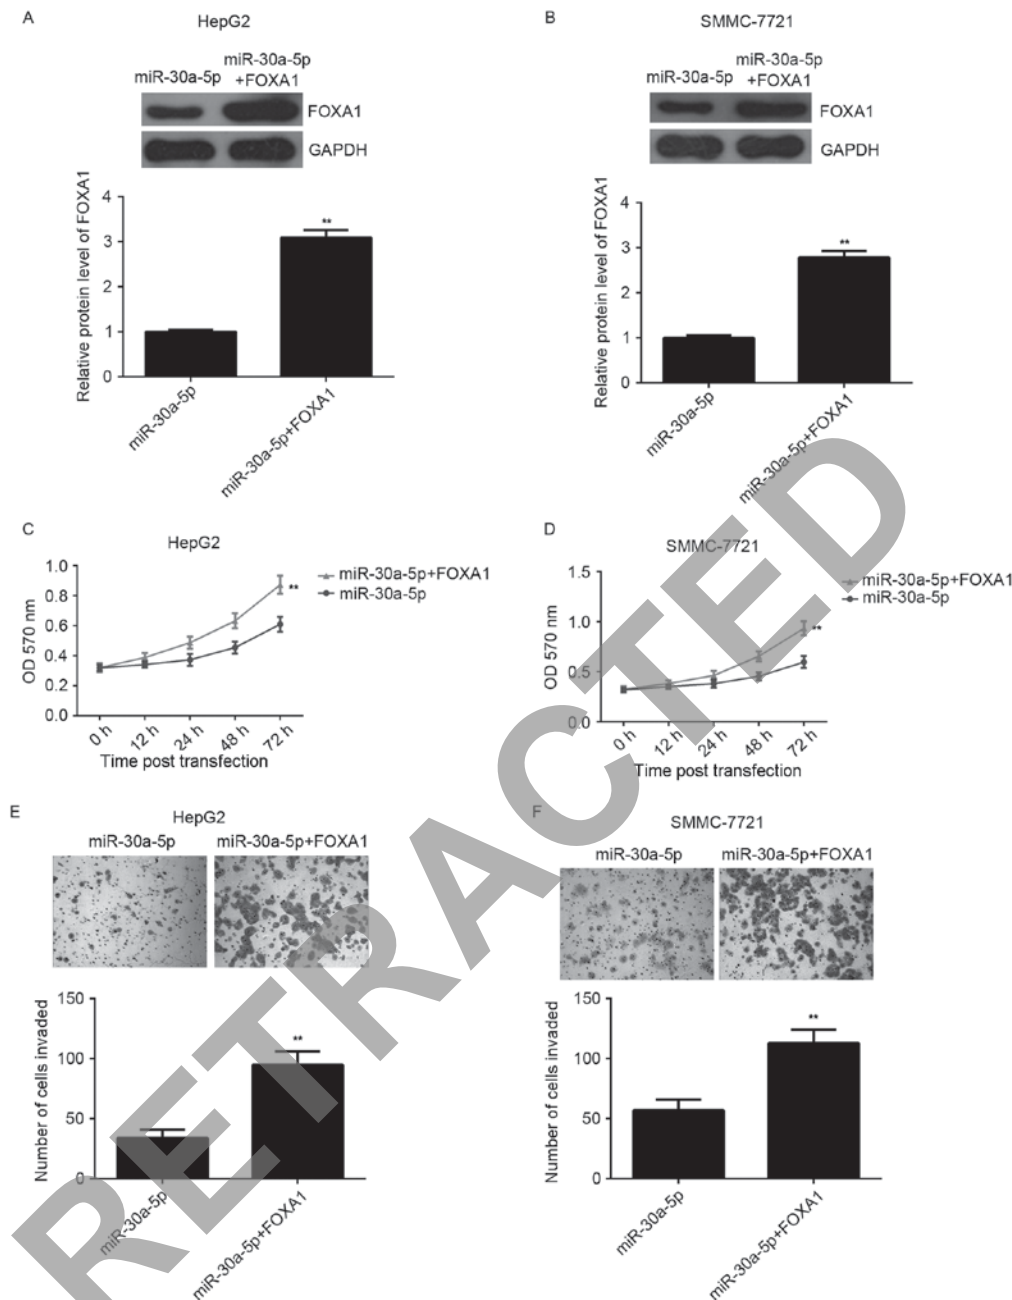 A
HepG2
miR-30a-5p
miR-30a-5p
+FOXA1
FOXA1
GAPDH
Relative protein level of FOXA1
4
3
2
1
0
**
miR-30a-5p
miR-30a-5p+FOXA1
B
SMMC-7721
miR-30a-5p
miR-30a-5p
+FOXA1
FOXA1
GAPDH
Relative protein level of FOXA1
4
3
2
1
0
**
miR-30a-5p
miR-30a-5p+FOXA1
C
HepG2
OD 570 nm
1.0
0.8
0.6
0.4
0.2
0.0
**
miR-30a-5p+FOXA1
miR-30a-5p
0 h
12 h
24 h
48 h
72 h
Time post transfection
D
SMMC-7721
OD 570 nm
1.5
1.0
0.5
0.0
**
miR-30a-5p+FOXA1
miR-30a-5p
0 h
12 h
24 h
48 h
72 h
Time post transfection
E
HepG2
miR-30a-5p
miR-30a-5p+FOXA1
Number of cells invaded
150
100
50
0
**
miR-30a-5p
miR-30a-5p+FOXA1
F
SMMC-7721
miR-30a-5p
miR-30a-5p+FOXA1
Number of cells invaded
150
100
50
0
**
miR-30a-5p
miR-30a-5p+FOXA1
RETRACTED